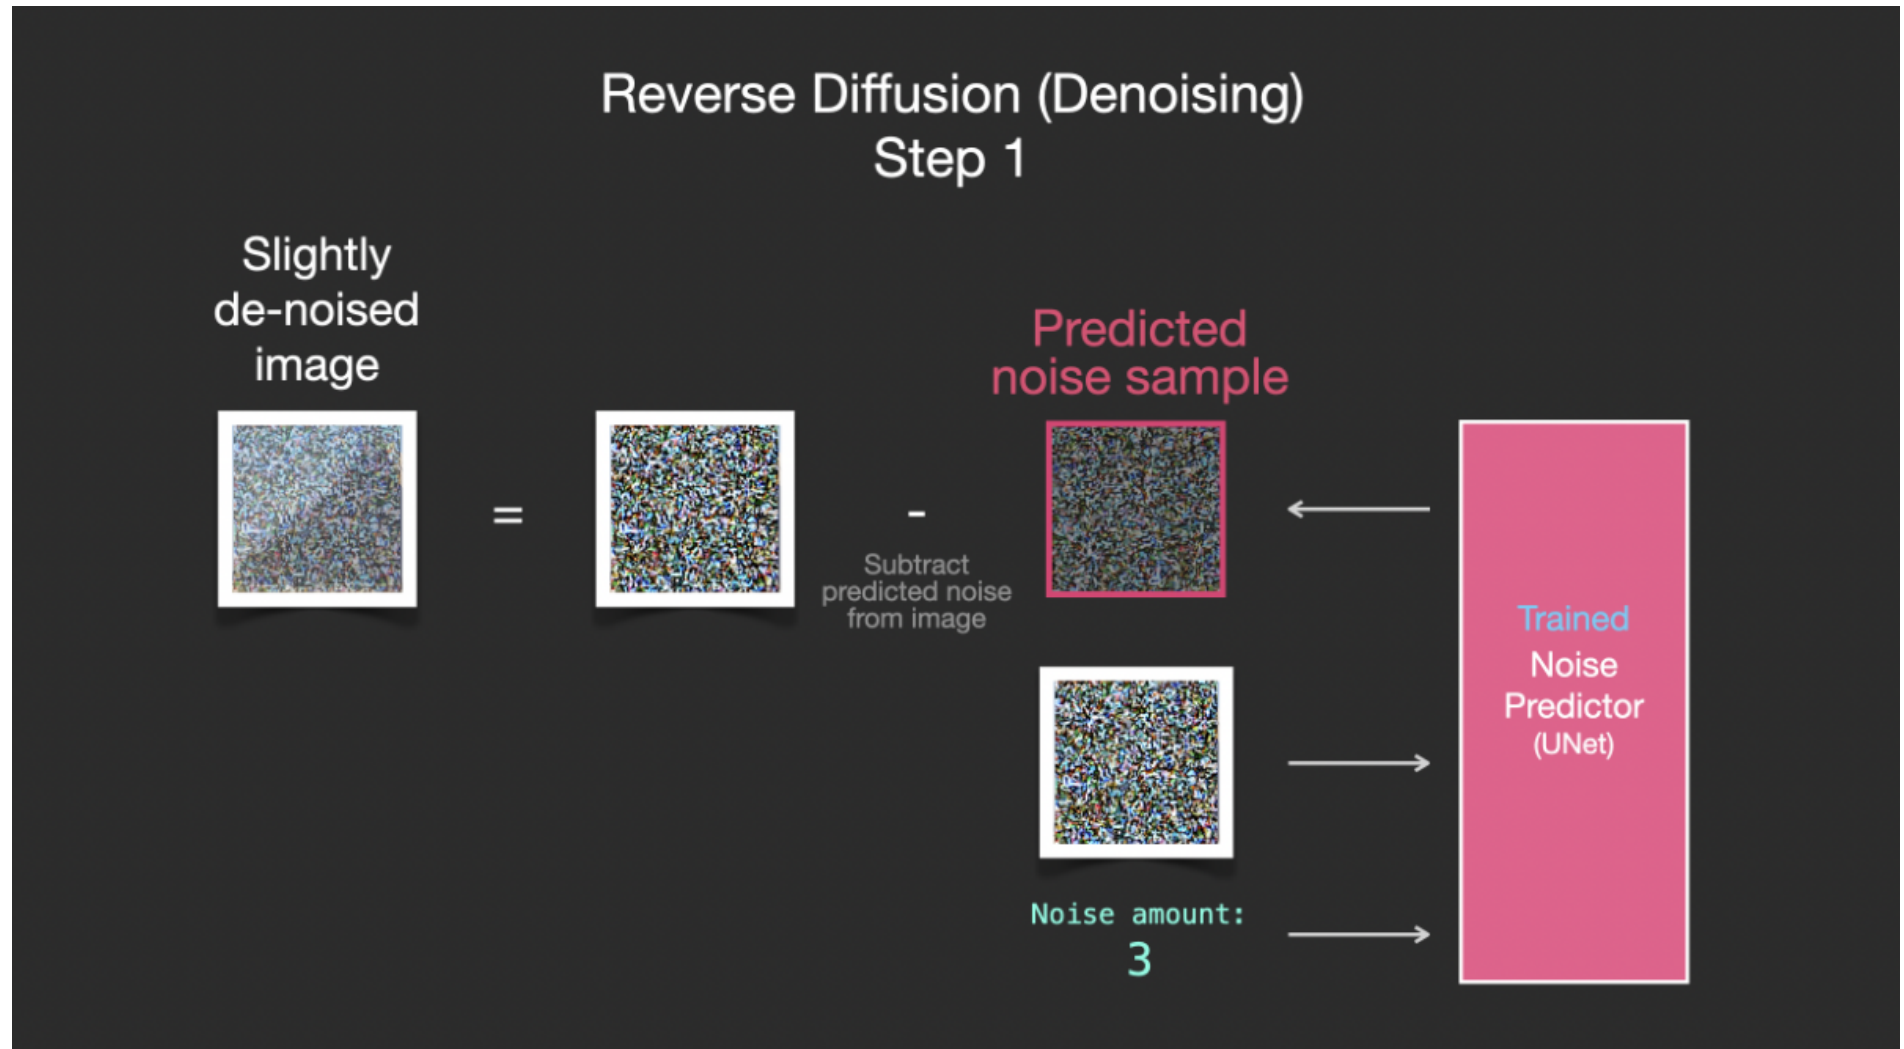 Reverse Diffusion (Denoising)
Step 1
Slightly
de-noised
image
=
-
Subtract
predicted noise
from image
Predicted
noise sample
Noise amount:
3
Trained
Noise
Predictor
(UNet)